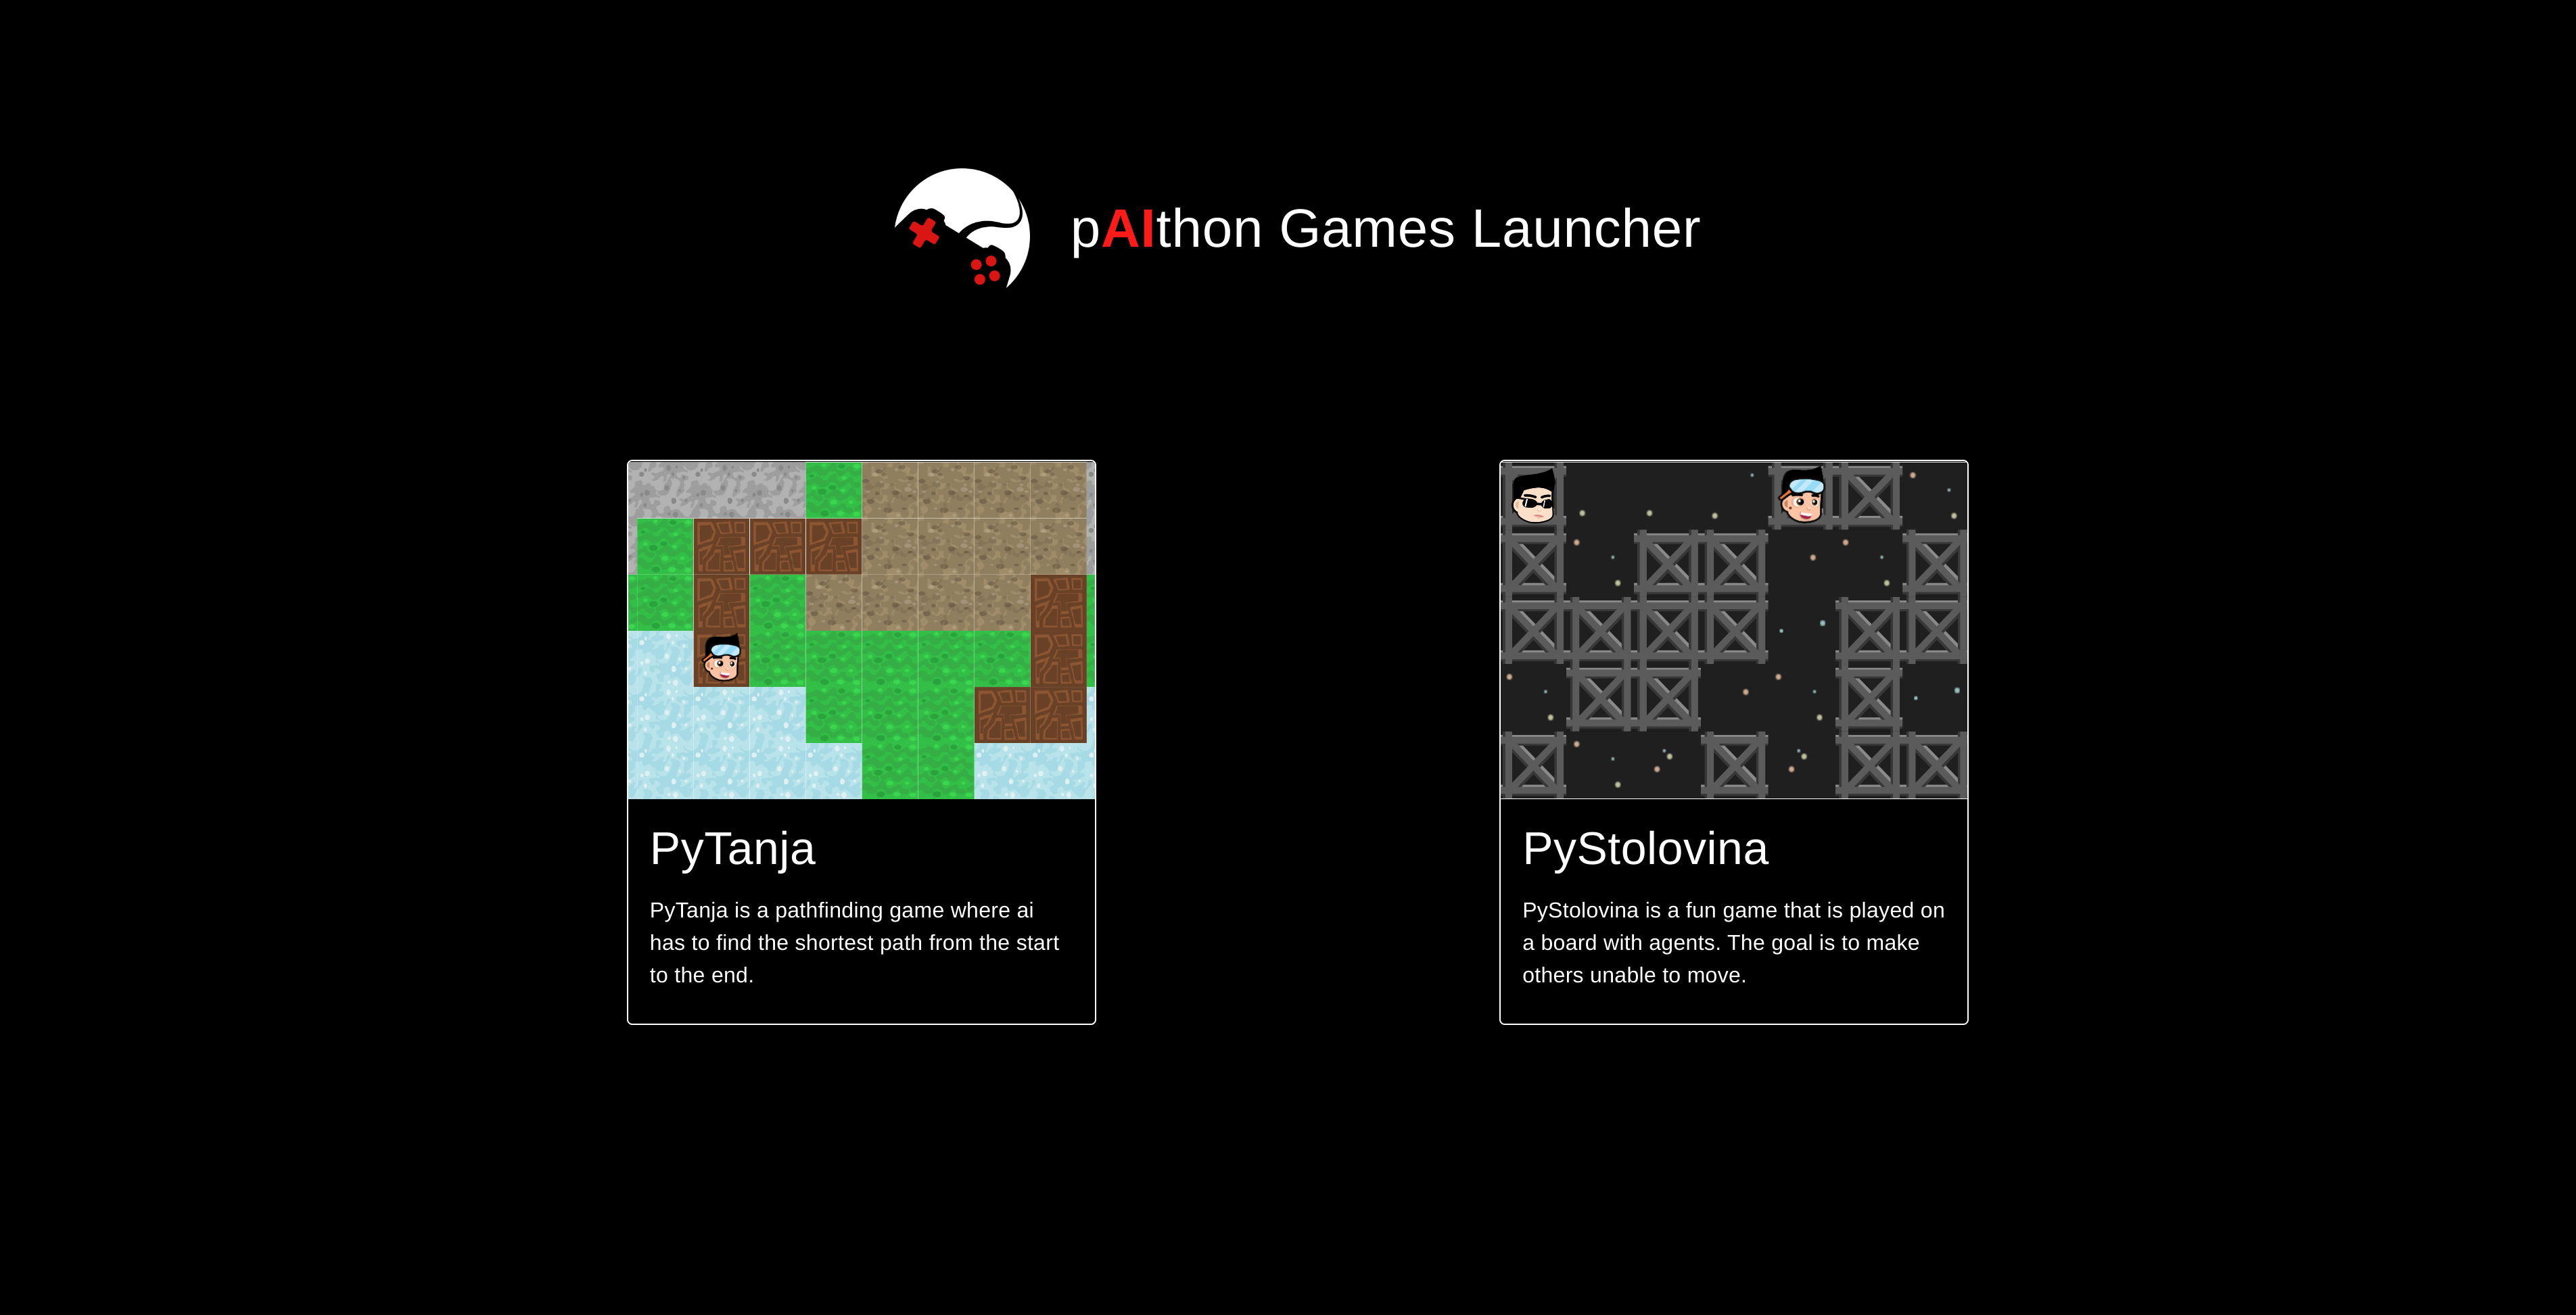 pAIthon Games Launcher
PyTanja
PyTanja is a pathfinding game where ai
has to find the shortest path from the start
to the end.
PyStolovina
PyStolovina is a fun game that is played on
a board with agents. The goal is to make
others unable to move.